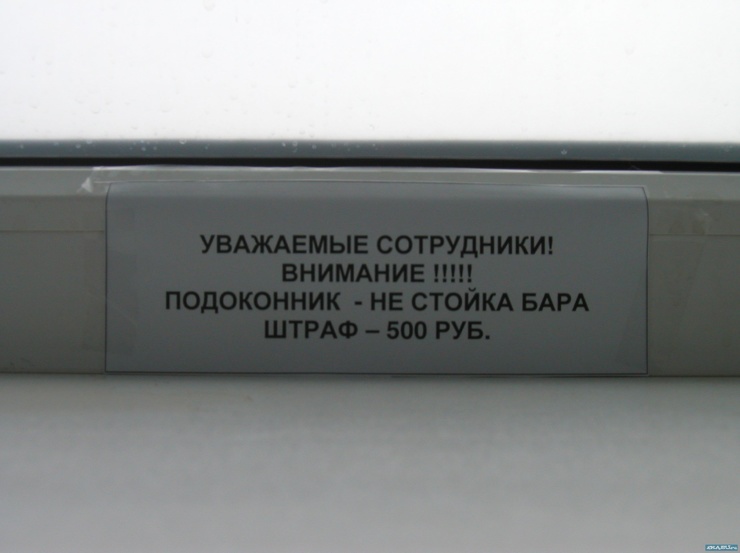 УВАЖАЕМЫЕ СОТРУДНИКИ!
ВНИМАНИЕ !!!!!
ПОДОКОННИК - НЕ СТОЙКА БАРА
ШТРАФ – 500 РУБ.